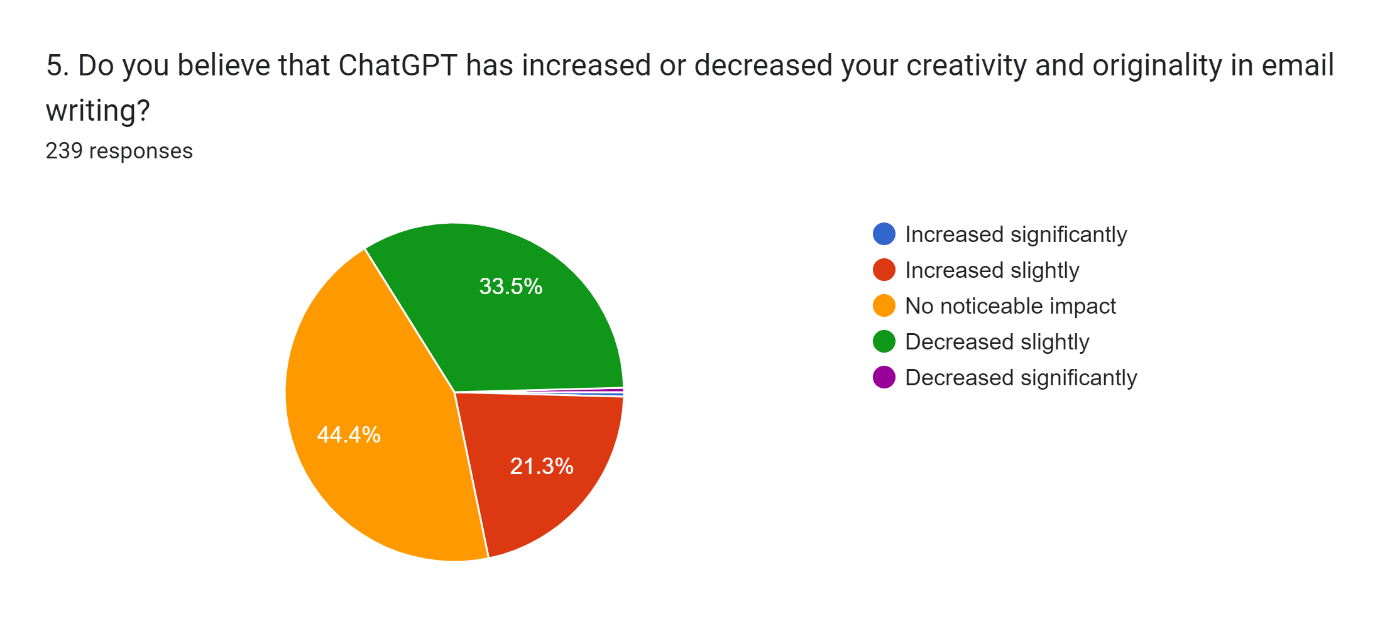 5. Do you believe that ChatGPT has increased or decreased your creativity and originality in email
writing?
239 responses
33.5%
44.4%
21.3%
Increased significantly
Increased slightly
No noticeable impact
Decreased slightly
Decreased significantly